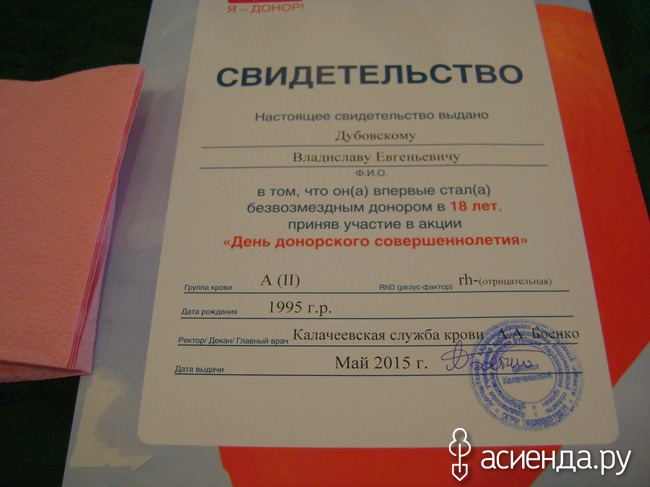 Я – ДОНОР!
СВИДЕТЕЛЬСТВО
Настоящее свидетельство выдано
Дубовскому
Владиславу Евгеньевичу
Ф.И.О.
в том, что он(а) впервые стал(а)
безвозмездным донором в 18 лет,
приняв участие в акции
«День донорского совершеннолетия»
Группа крови А (II) RhD (резус-фактор) rh-(отрицательная)
Дата рождения 1995 г.р.
Ректор/ Декан/ Главный врач Калачеевская служба крови А.А. Боенко
Дата выдачи Май 2015 г.
асиенда.ру